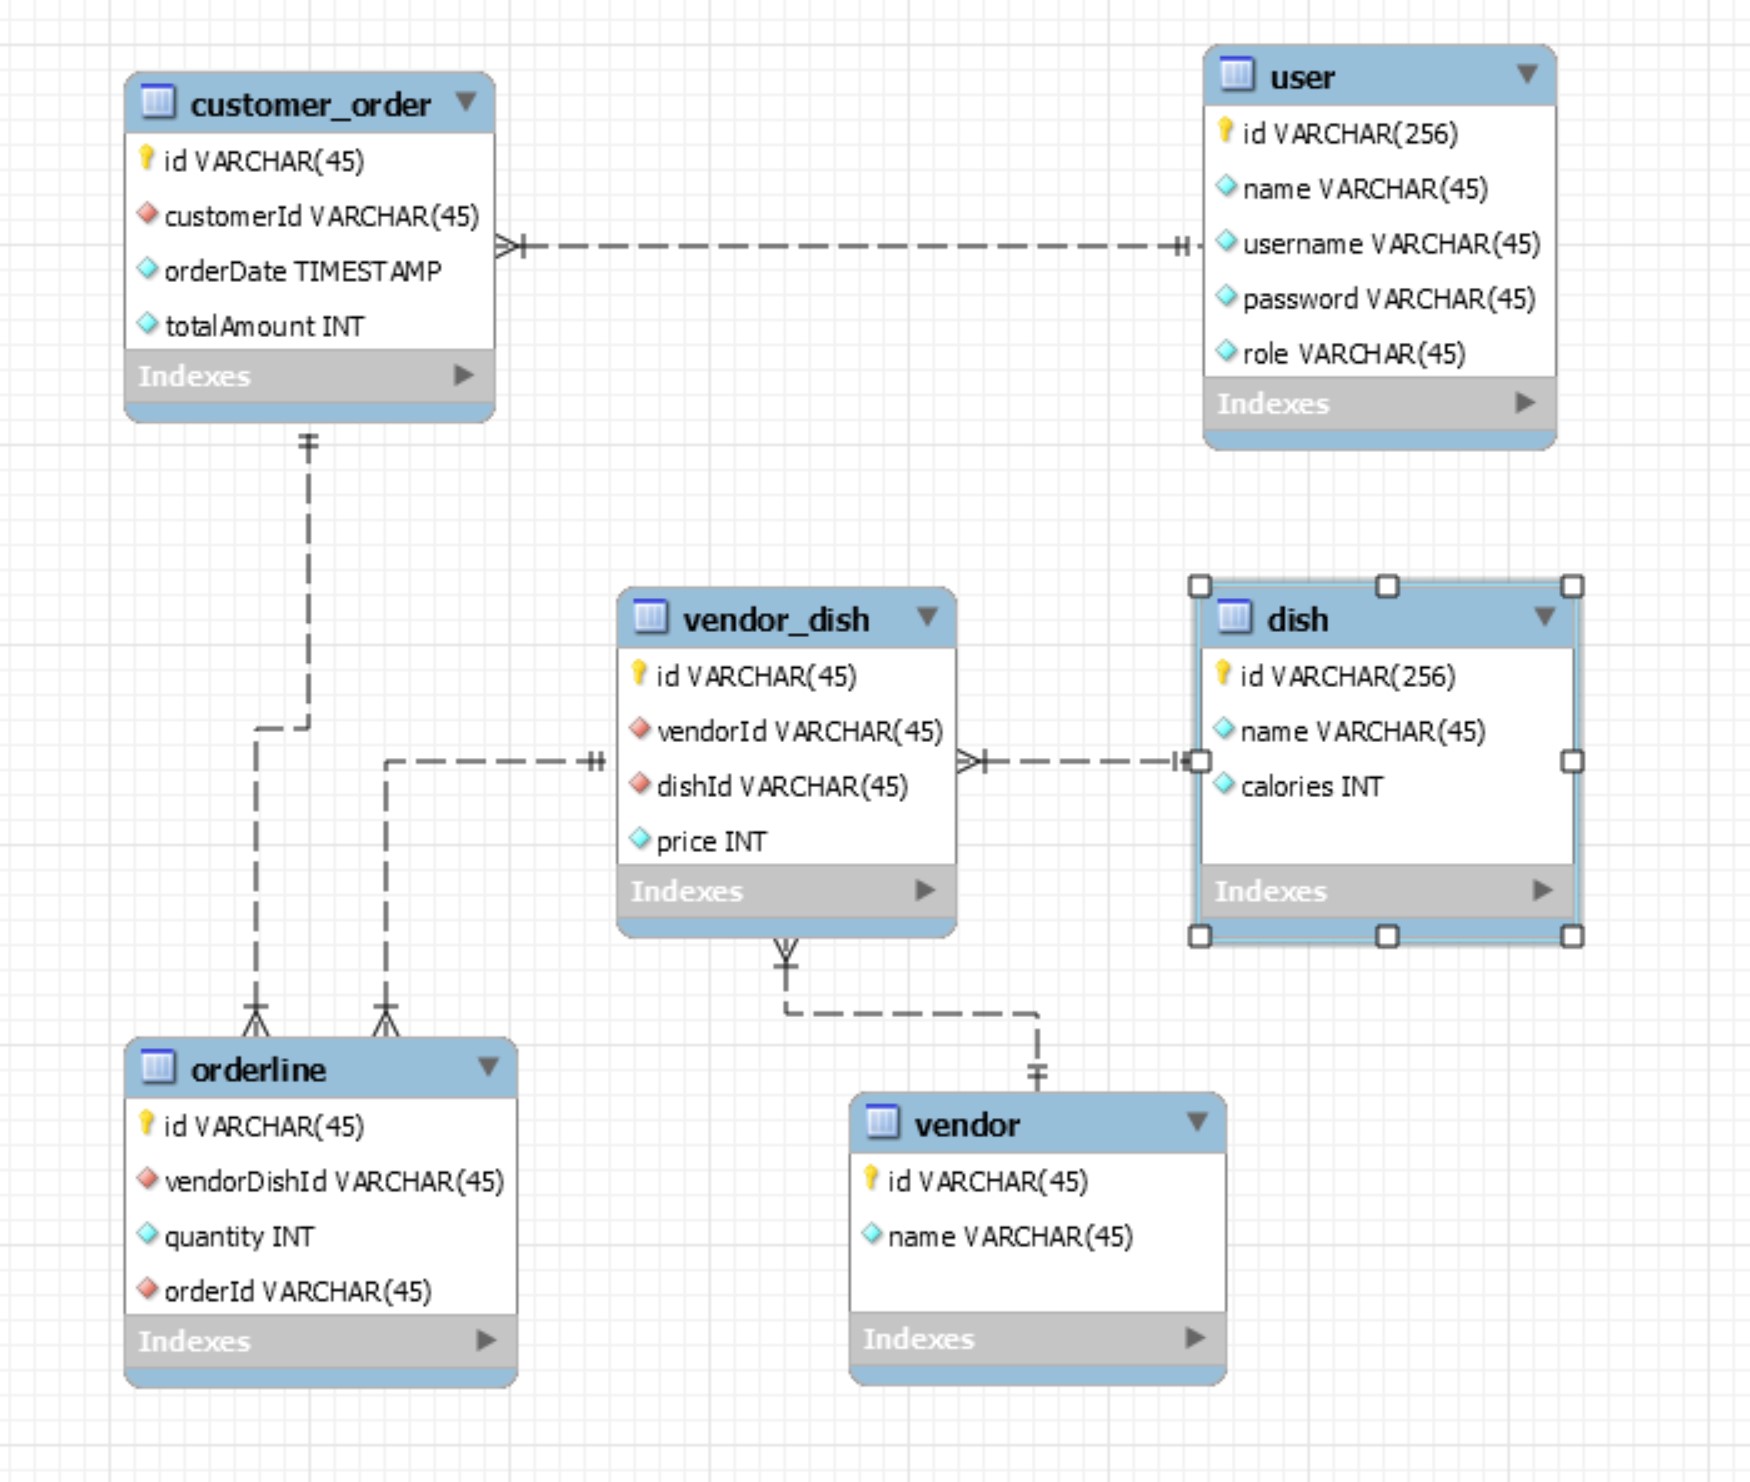 customer_order
id VARCHAR(45)
customerId VARCHAR(45)
orderDate TIMESTAMP
totalAmount INT
Indexes
user
id VARCHAR(256)
name VARCHAR(45)
username VARCHAR(45)
password VARCHAR(45)
role VARCHAR(45)
Indexes
vendor_dish
id VARCHAR(45)
vendorId VARCHAR(45)
dishId VARCHAR(45)
price INT
Indexes
dish
id VARCHAR(256)
name VARCHAR(45)
calories INT
Indexes
orderline
id VARCHAR(45)
vendorDishId VARCHAR(45)
quantity INT
orderId VARCHAR(45)
Indexes
vendor
id VARCHAR(45)
name VARCHAR(45)
Indexes